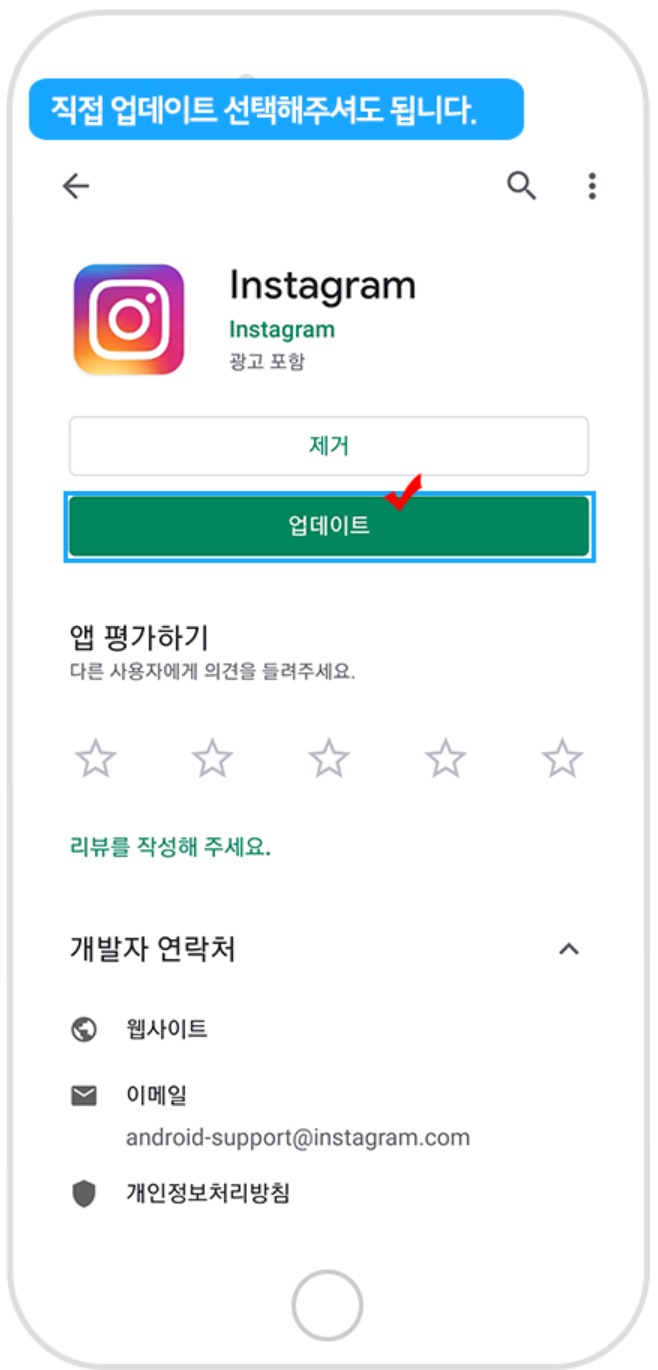 직접 업데이트 선택해주셔도 됩니다.
Instagram
Instagram
광고 포함
제거
업데이트
앱 평가하기
다른 사용자에게 의견을 들려주세요.
리뷰를 작성해 주세요.
개발자 연락처
웹사이트
이메일
android-support@instagram.com
개인정보처리방침